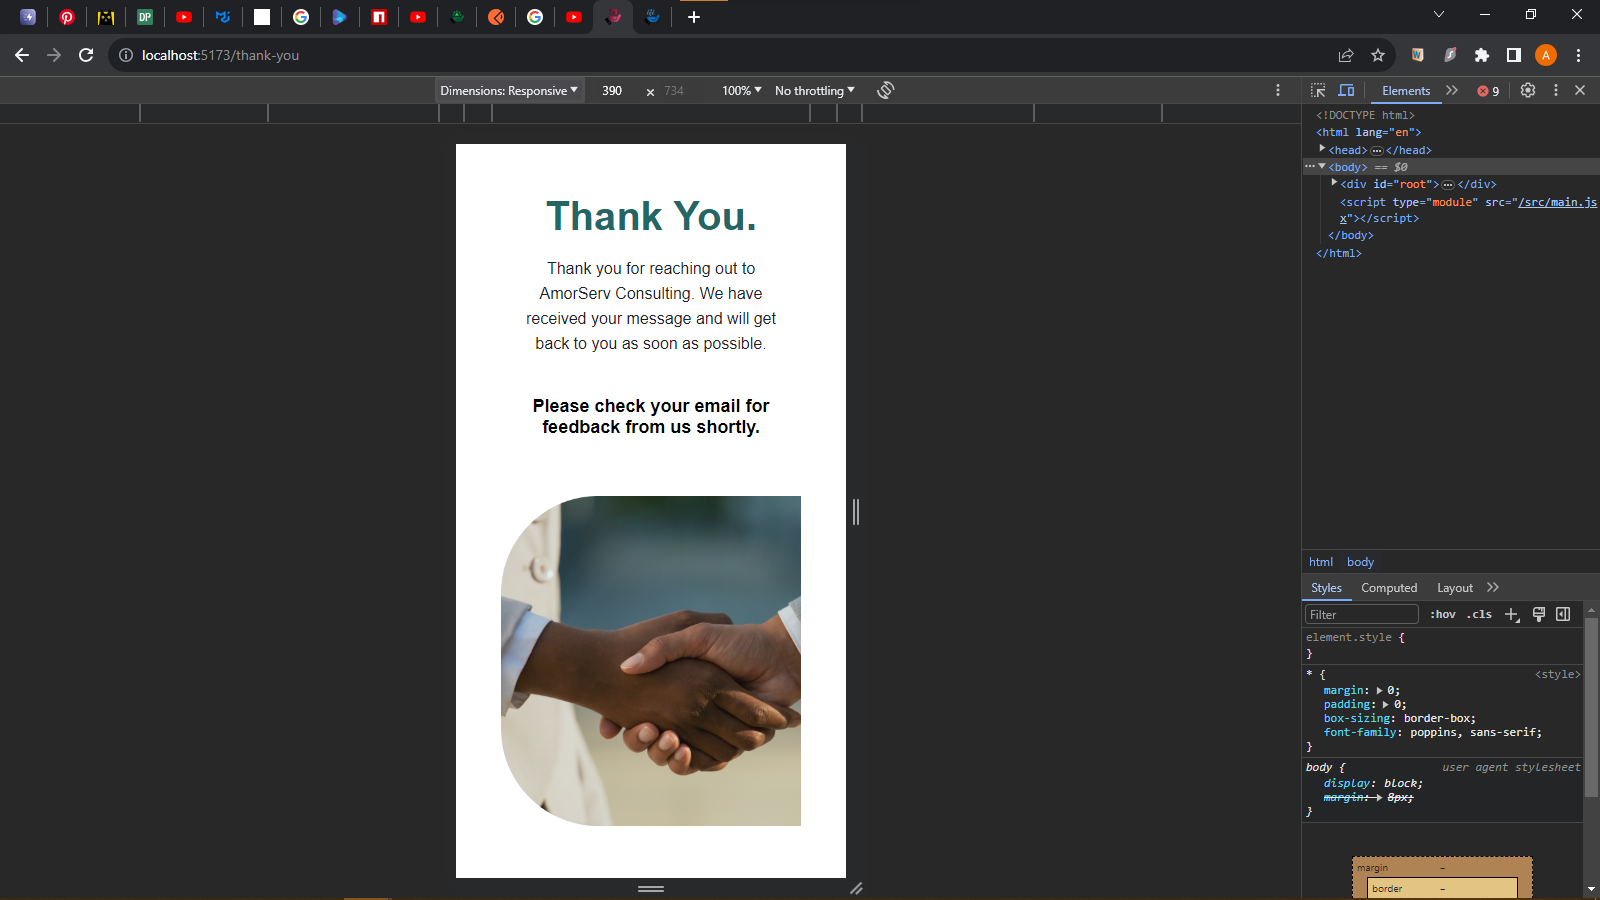 DP
A
localhost:5173/thank-you
Dimensions: Responsive 390 x 734 100% No throttling
Elements 9
<!DOCTYPE html>
<html lang="en">
<head> ••• </head>
••• <body> == $0
<div id="root"> ••• </div>
<script type="module" src="/src/main.js
x"></script>
</body>
</html>
Thank You.
Thank you for reaching out to
AmorServ Consulting. We have
received your message and will get
back to you as soon as possible.
Please check your email for
feedback from us shortly.
html body
Styles Computed Layout
Filter :hov .cls
element.style {
}
* { <style>
margin: 0;
padding: 0;
box-sizing: border-box;
font-family: poppins, sans-serif;
}
body { user agent stylesheet
display: block;
margin: 8px;
}
margin –
border –